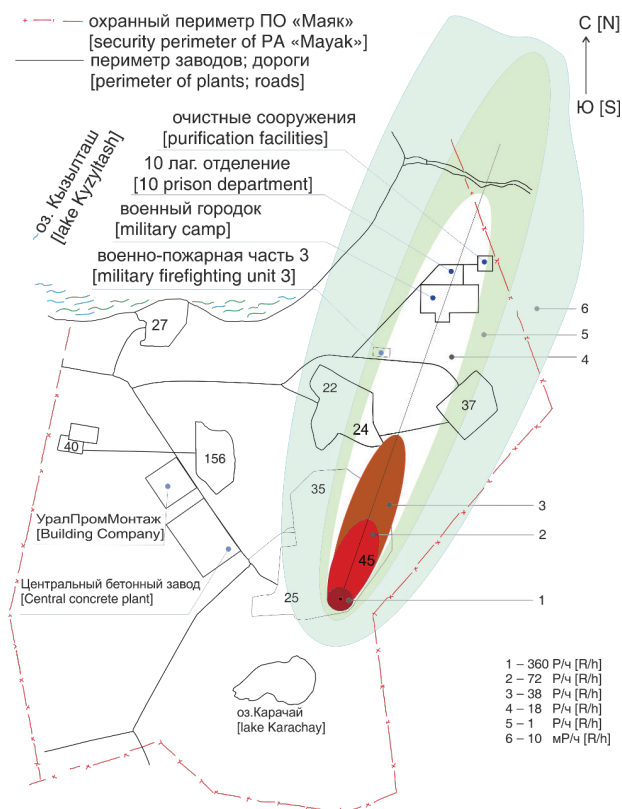 охранный периметр ПО «Маяк»
[security perimeter of PA «Mayak»]
периметр заводов; дороги
[perimeter of plants; roads]
С [N]
Ю [S]
очистные сооружения
[purification facilities]
10 лаг. отделение
[10 prison department]
военный городок
[military camp]
военно-пожарная часть 3
[military firefighting unit 3]
оз. Кызылташ
[lake Kyzyltash]
27
6
5
4
22
37
24
40
156
35
3
УралПромМонтаж
[Building Company]
2
45
Центральный бетонный завод
[Central concrete plant]
25
1
оз.Карачай
[lake Karachay]
1 – 360 Р/ч [R/h]
2 – 72 Р/ч [R/h]
3 – 38 Р/ч [R/h]
4 – 18 Р/ч [R/h]
5 – 1 Р/ч [R/h]
6 – 10 мР/ч [R/h]